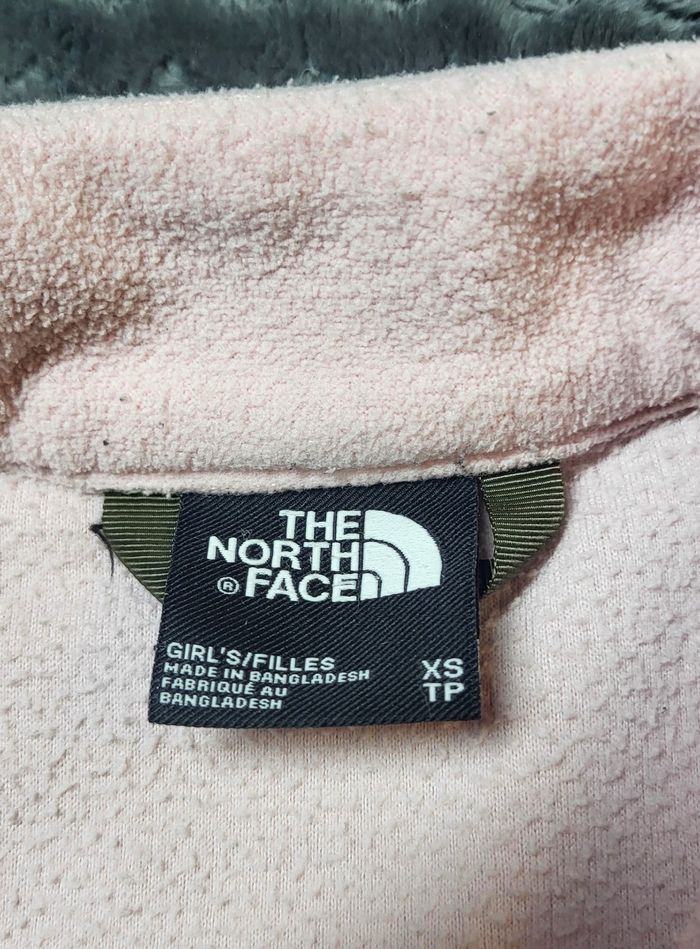 THE
NORTH
® FACE
GIRL'S/FILLES
MADE IN BANGLADESH
FABRIQUÉ AU
BANGLADESH
XS
TP